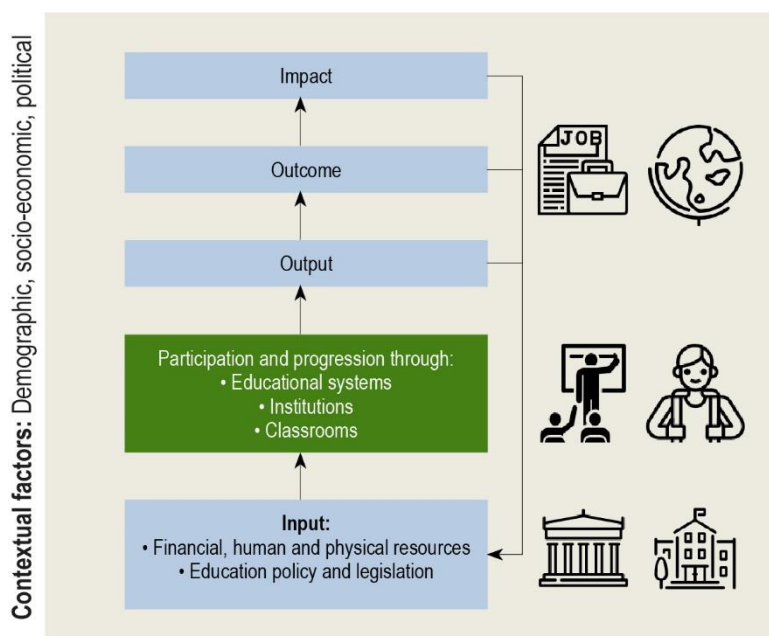 Contextual factors: Demographic, socio-economic, political
Impact
Outcome
Output
Participation and progression through:
• Educational systems
• Institutions
• Classrooms
Input:
• Financial, human and physical resources
• Education policy and legislation
JOB